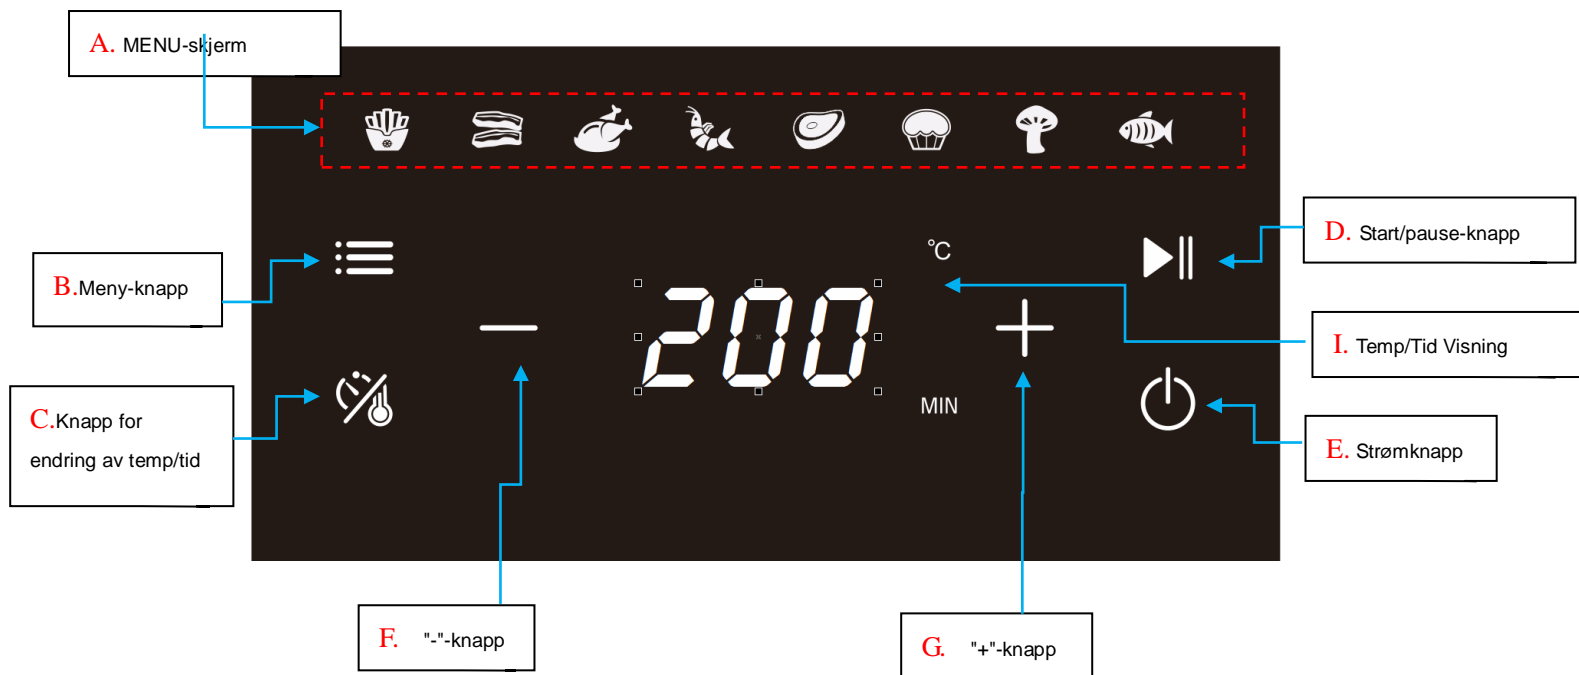 A. MENU-skjerm
B.Meny-knapp
C.Knapp for
endring av temp/tid
℃
200
MIN
D. Start/pause-knapp
I. Temp/Tid Visning
E. Strømknapp
F. "-"-knapp
G. "+"-knapp